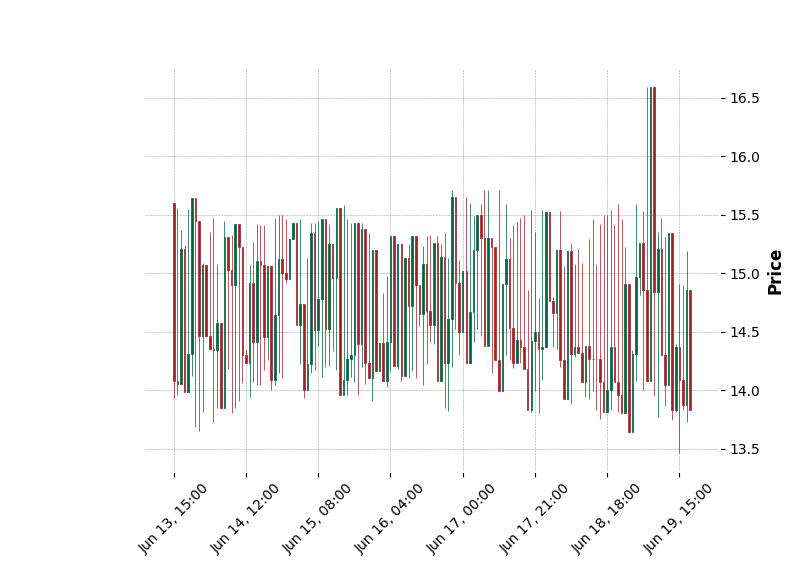 16.5
16.0
15.5
15.0
14.5
14.0
13.5
Price
Jun 13, 15:00
Jun 14, 12:00
Jun 15, 08:00
Jun 16, 04:00
Jun 17, 00:00
Jun 17, 21:00
Jun 18, 18:00
Jun 19, 15:00